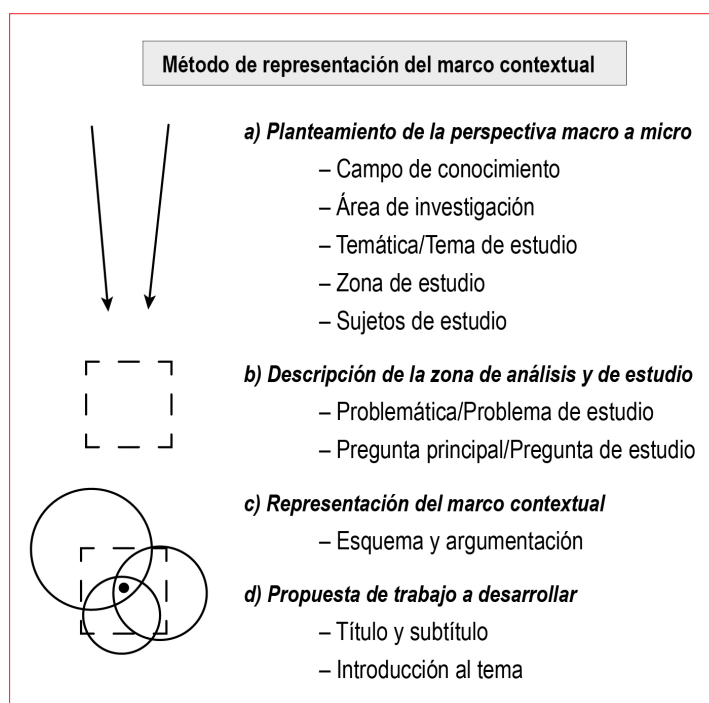 Método de representación del marco contextual
a) Planteamiento de la perspectiva macro a micro
– Campo de conocimiento
– Área de investigación
– Temática/Tema de estudio
– Zona de estudio
– Sujetos de estudio
b) Descripción de la zona de análisis y de estudio
– Problemática/Problema de estudio
– Pregunta principal/Pregunta de estudio
c) Representación del marco contextual
– Esquema y argumentación
d) Propuesta de trabajo a desarrollar
– Título y subtítulo
– Introducción al tema